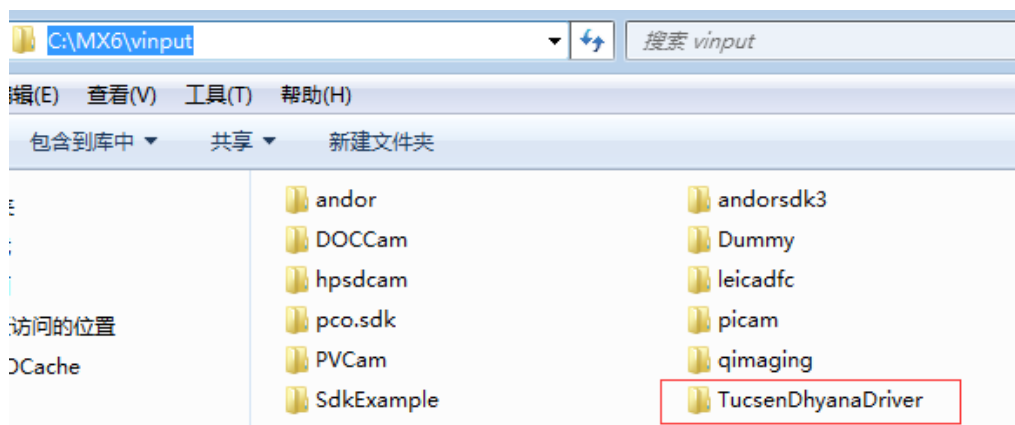 C:\MX6\vinput
搜索 vinput
辑(E) 查看(V) 工具(T) 帮助(H)
包含到库中 共享 新建文件夹
andor andorsdk3
DOCCam Dummy
hpsdcam leicadfc
访问的位置 pco.sdk picam
OCache PVCam qimaging
SdkExample TucsenDhyanaDriver